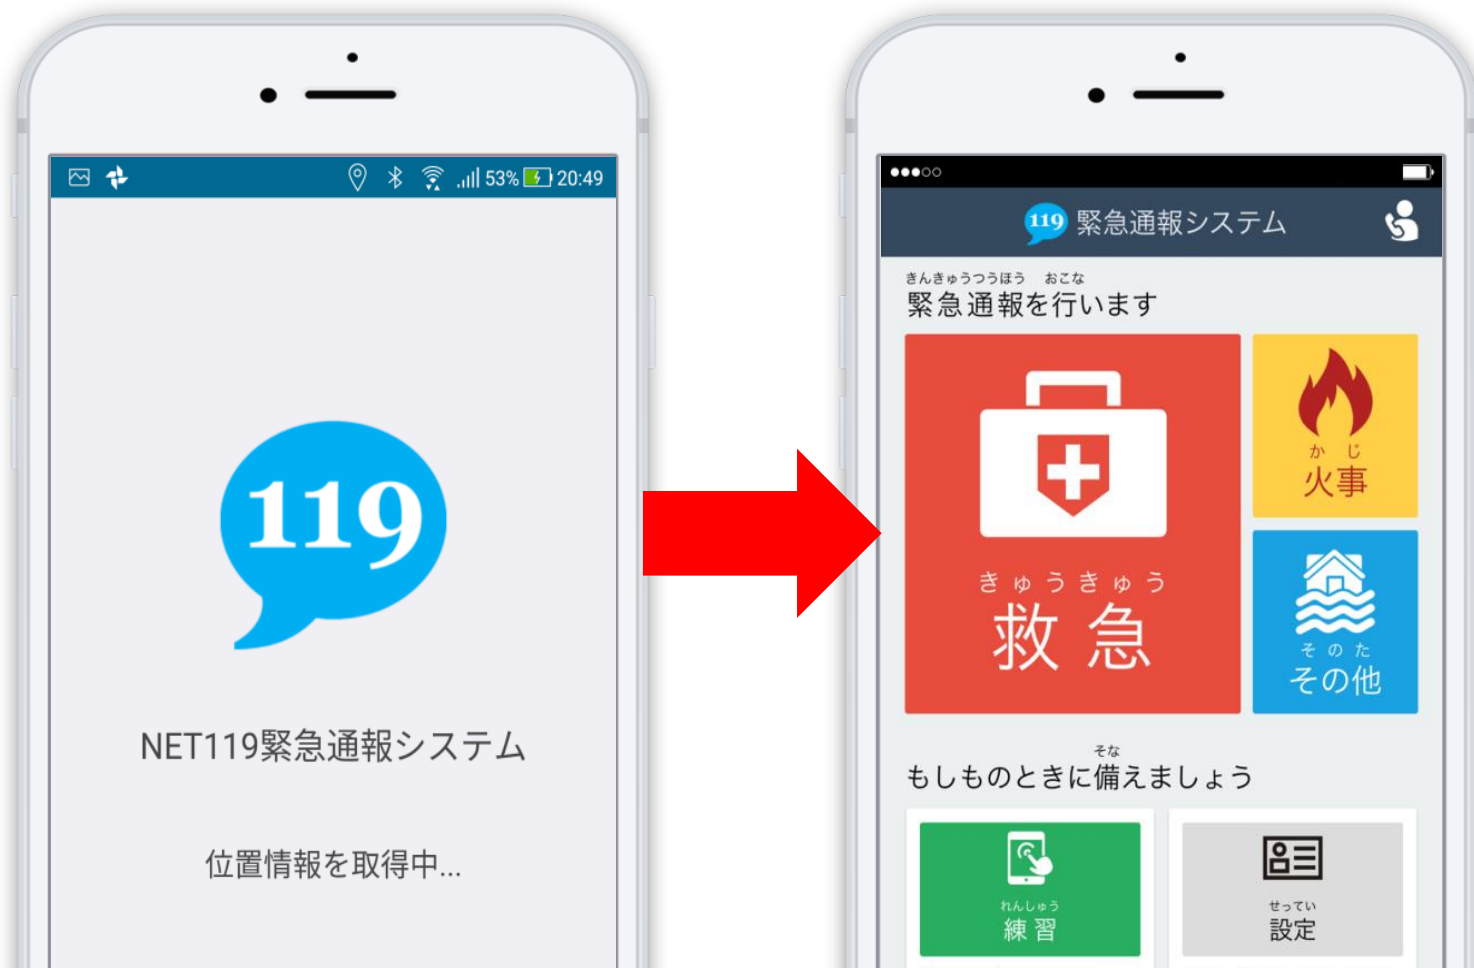 53% 20:49
119
NET119緊急通報システム
位置情報を取得中...
119 緊急通報システム
きんきゅうつうほう おこな
緊急通報を行います
きゅうきゅう
救急
かじ
火事
そのた
その他
そな
もしものときに備えましょう
れんしゅう
練習
せってい
設定